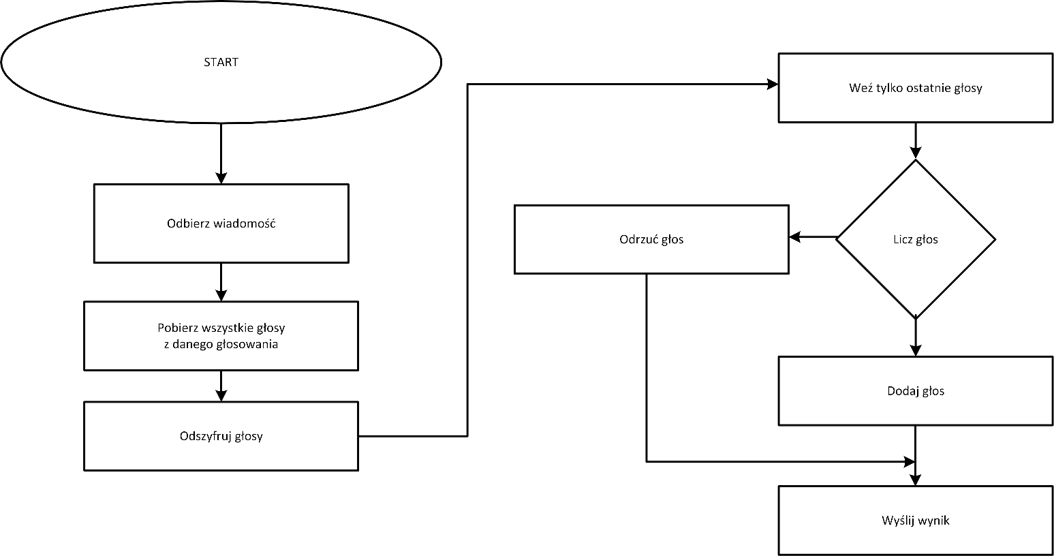 START
Odbierz wiadomość
Pobierz wszystkie głosy
z danego głosowania
Odszyfruj głosy
Weź tylko ostatnie głosy
Licz głos
Odrzuć głos
Dodaj głos
Wyślij wynik